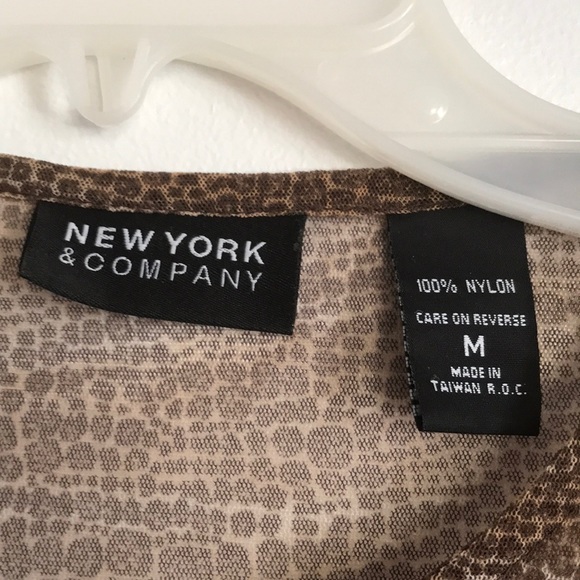 NEW YORK
& COMPANY
100% NYLON
CARE ON REVERSE
M
MADE IN
TAIWAN R.O.C.